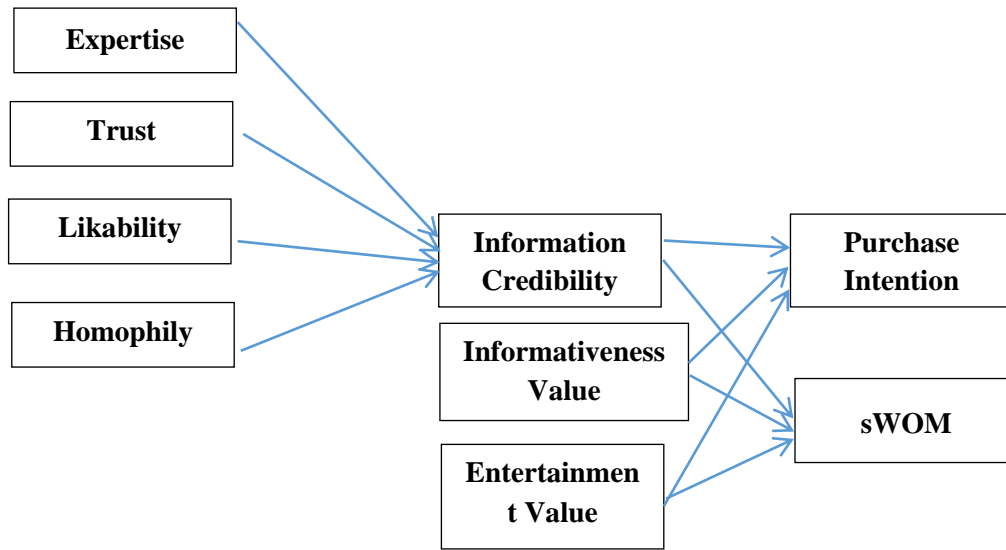 Expertise
Trust
Likability
Homophily
Information
Credibility
Informativeness
Value
Entertainmen
t Value
Purchase
Intention
sWOM